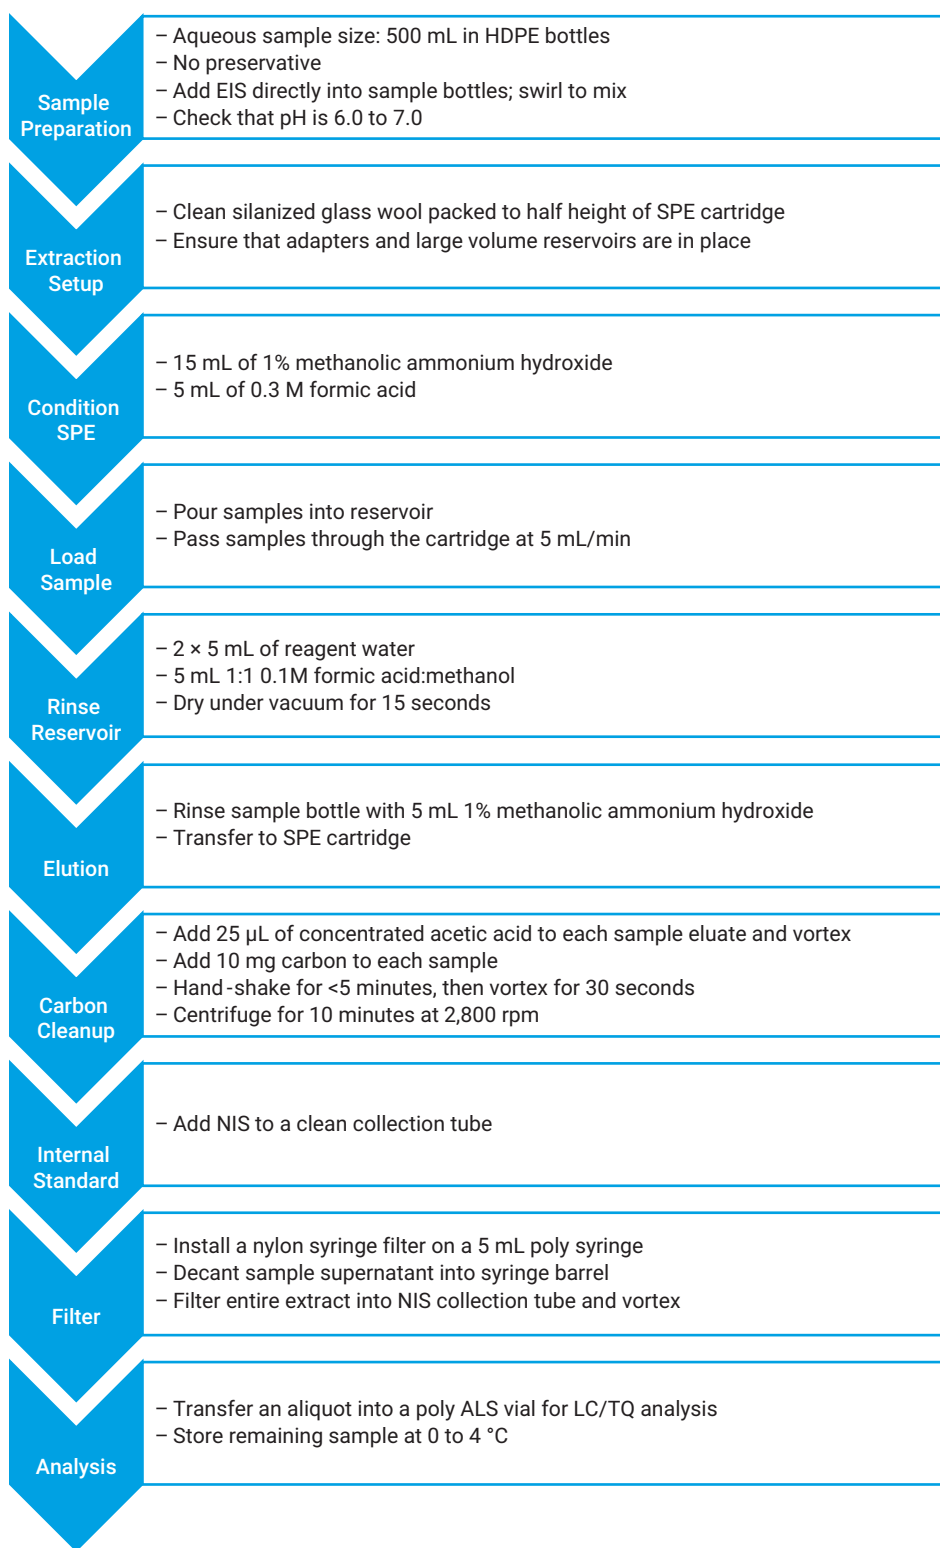 Sample
Preparation
– Aqueous sample size: 500 mL in HDPE bottles
– No preservative
– Add EIS directly into sample bottles; swirl to mix
– Check that pH is 6.0 to 7.0
Extraction
Setup
– Clean silanized glass wool packed to half height of SPE cartridge
– Ensure that adapters and large volume reservoirs are in place
Condition
SPE
– 15 mL of 1% methanolic ammonium hydroxide
– 5 mL of 0.3 M formic acid
Load
Sample
– Pour samples into reservoir
– Pass samples through the cartridge at 5 mL/min
Rinse
Reservoir
– 2 × 5 mL of reagent water
– 5 mL 1:1 0.1M formic acid:methanol
– Dry under vacuum for 15 seconds
Elution
– Rinse sample bottle with 5 mL 1% methanolic ammonium hydroxide
– Transfer to SPE cartridge
Carbon
Cleanup
– Add 25 µL of concentrated acetic acid to each sample eluate and vortex
– Add 10 mg carbon to each sample
– Hand-shake for <5 minutes, then vortex for 30 seconds
– Centrifuge for 10 minutes at 2,800 rpm
Internal
Standard
– Add NIS to a clean collection tube
Filter
– Install a nylon syringe filter on a 5 mL poly syringe
– Decant sample supernatant into syringe barrel
– Filter entire extract into NIS collection tube and vortex
Analysis
– Transfer an aliquot into a poly ALS vial for LC/TQ analysis
– Store remaining sample at 0 to 4 °C